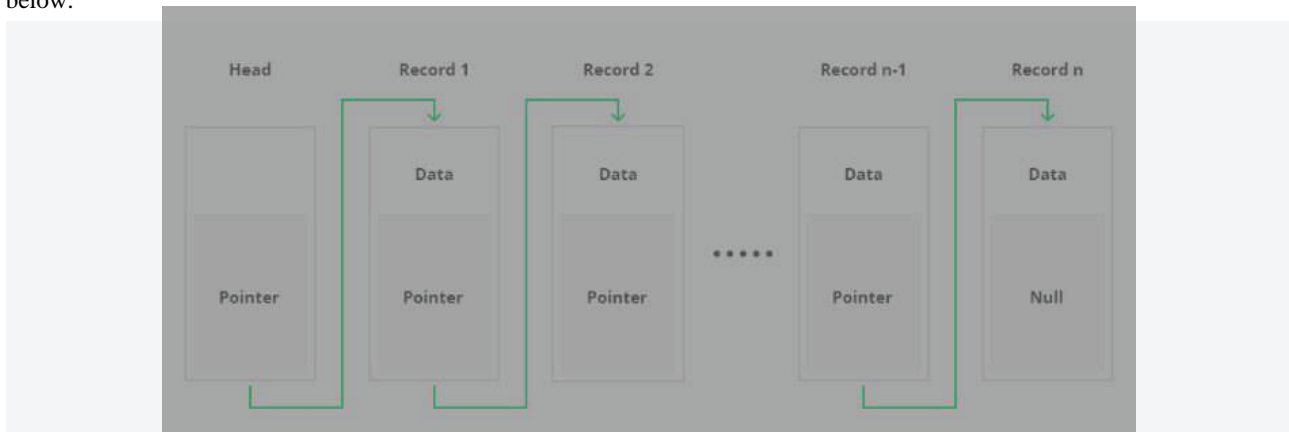 below.
Head Record 1 Record 2 Record n-1 Record n
Data Data Data Data
Pointer Pointer Pointer Pointer Null